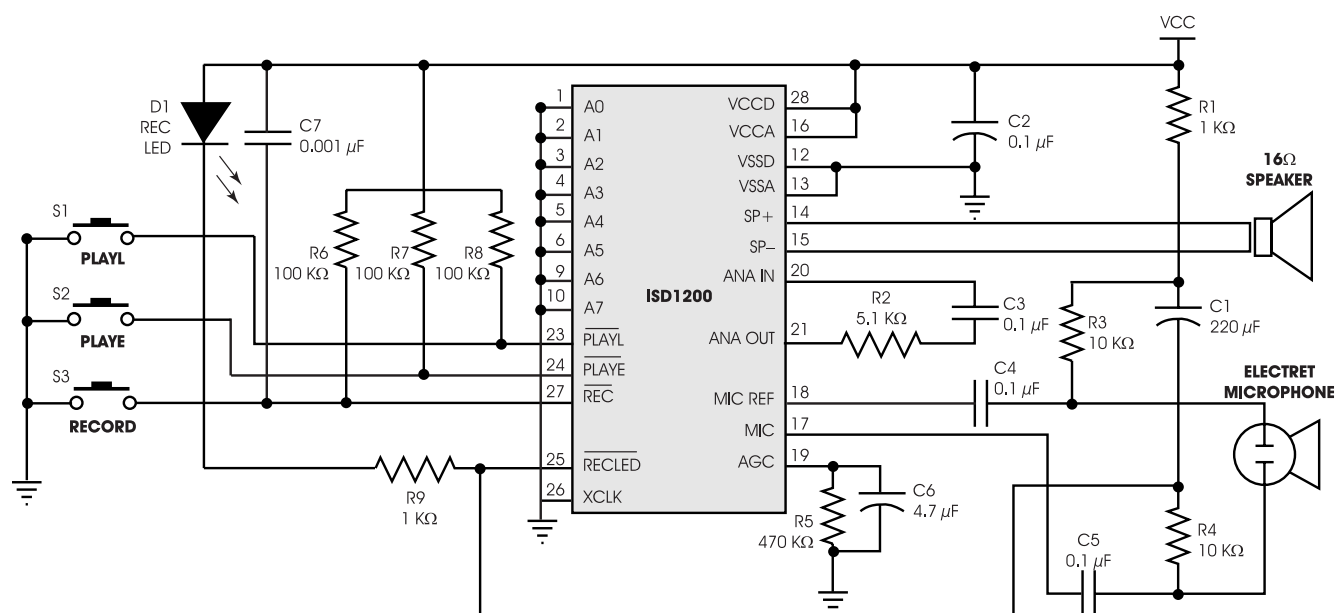 VCC
D1
REC
LED
C7
0.001 µF
C2
0.1 µF
R1
1 KΩ
16Ω
SPEAKER
S1
PLAYL
S2
PLAYE
S3
RECORD
R6
100 KΩ
R7
100 KΩ
R8
100 KΩ
R9
1 KΩ
ISD1200
1 A0
2 A1
3 A2
4 A3
5 A4
6 A5
9 A6
10 A7
23 PLAYL
24 PLAYE
27 REC
25 RECLED
26 XCLK
VCCD 28
VCCA 16
VSSD 12
VSSA 13
SP+ 14
SP– 15
ANA IN 20
ANA OUT 21
MIC REF 18
MIC 17
AGC 19
R2
5.1 KΩ
C3
0.1 µF
R3
10 KΩ
C1
220 µF
C4
0.1 µF
ELECTRET
MICROPHONE
R5
470 KΩ
C6
4.7 µF
C5
0.1 µF
R4
10 KΩ